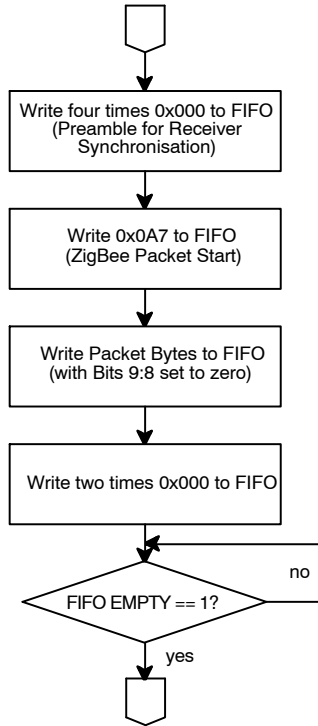 Write four times 0x000 to FIFO
(Preamble for Receiver
Synchronisation)
Write 0x0A7 to FIFO
(ZigBee Packet Start)
Write Packet Bytes to FIFO
(with Bits 9:8 set to zero)
Write two times 0x000 to FIFO
no
FIFO EMPTY == 1?
yes